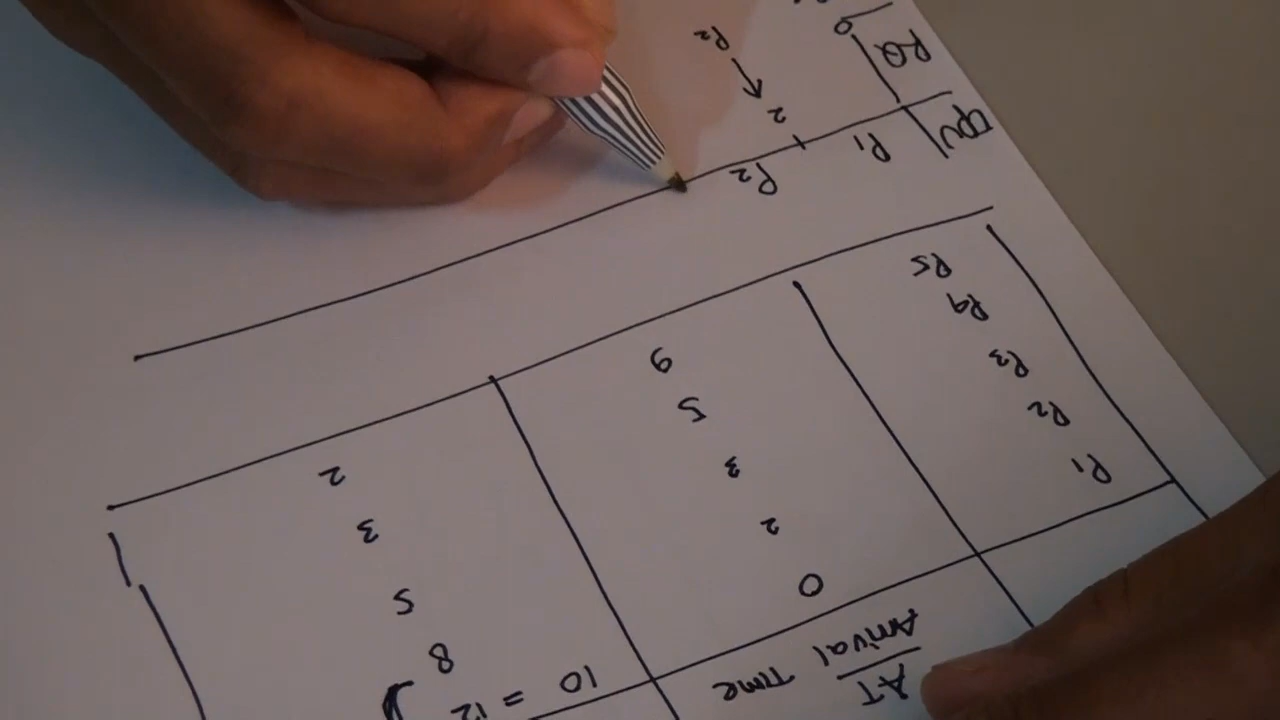 AT
Arrival Time
P1 0 10 = 12
P2 2 8
P3 3 5
P4 5 3
P5 9 2
CPU P1 P2
RQ 2
0 P2